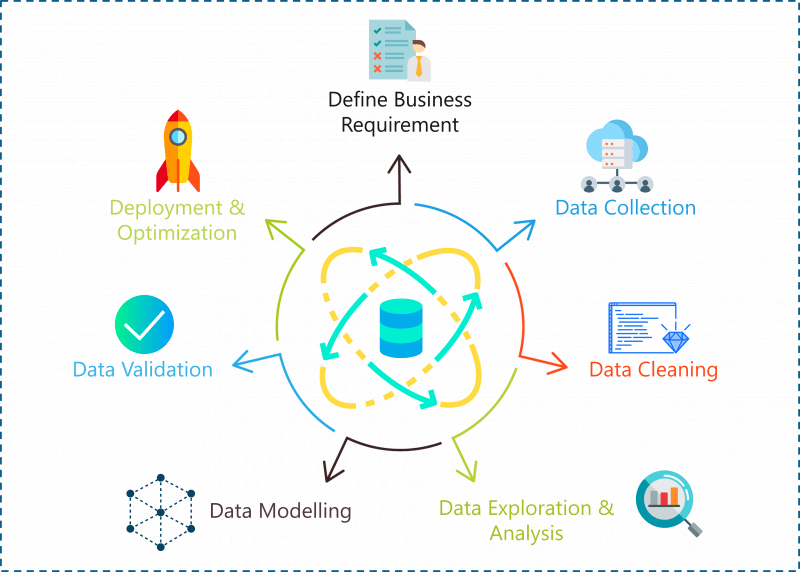 Define Business
Requirement
Data Collection
Data Cleaning
Data Exploration &
Analysis
Data Modelling
Data Validation
Deployment &
Optimization